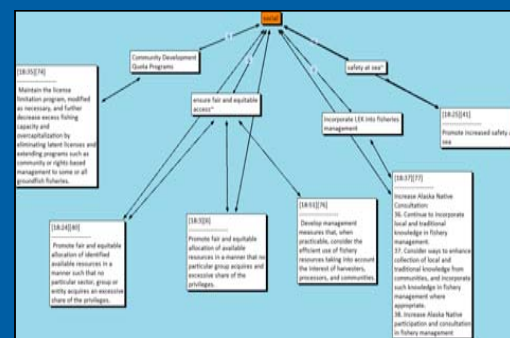 social
Community Development
Quota Programs
safety at sea~
[18:35][74]
Maintain the license
limitation program, modified
as necessary, and further
decrease excess fishing
capacity and
overcapitalization by
eliminating latent licenses and
extending programs such as
community or rights-based
management to some or all
groundfish fisheries.
ensure fair and equitable
access~
Incorporate LEK into fisheries
management
[18:25][41]
Promote increased safety at
sea
[18:24][40]
Promote fair and equitable
allocation of identified
available resources in a
manner such that no
particular sector, group or
entity acquires an excessive
share of the privileges.
Promote fair and equitable
allocation of available
resources in a manner that no
particular group acquires and
excessive share of the
privileges.
[18:51][76]
Develop management
measures that, when
practicable, consider the
efficient use of fishery
resources taking into account
the interest of harvesters,
processors, and communities.
[18:37][77]
Increase Alaska Native
Consultation
36. Continue to incorporate
local and traditional
knowledge in fishery
management.
37. Consider ways to enhance
collection of local and
traditional knowledge from
communities, and incorporate
such knowledge in fishery
management where
appropriate.
38. Increase Alaska Native
participation and consultation
in fishery management